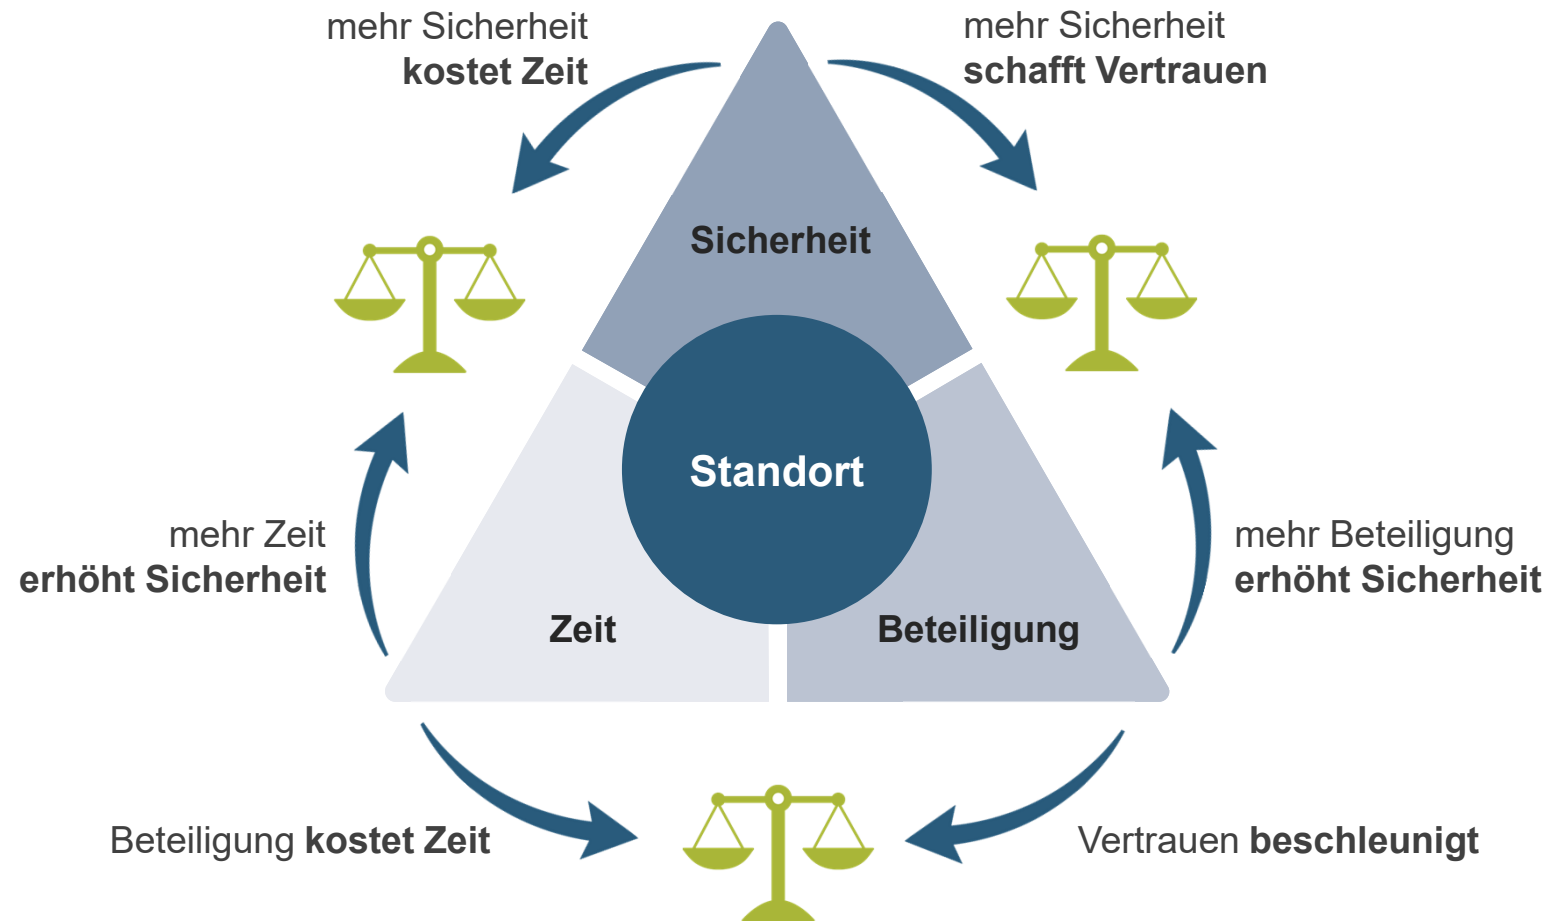 mehr Sicherheit
kostet Zeit
mehr Sicherheit
schafft Vertrauen
Sicherheit
Standort
mehr Zeit
erhöht Sicherheit
mehr Beteiligung
erhöht Sicherheit
Zeit
Beteiligung
Beteiligung kostet Zeit
Vertrauen beschleunigt